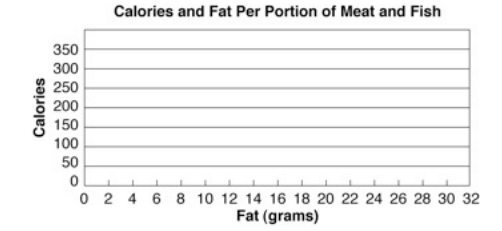 Calories and Fat Per Portion of Meat and Fish
Calories
350
300
250
200
150
100
50
0
0 2 4 6 8 10 12 14 16 18 20 22 24 26 28 30 32
Fat (grams)